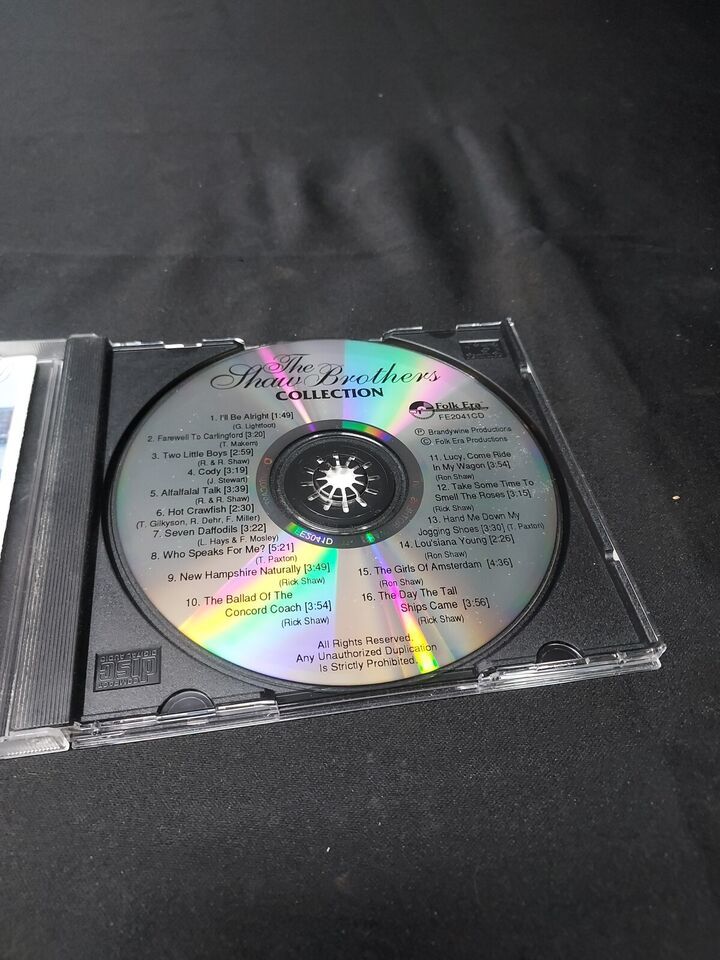 The
Shaw Brothers
COLLECTION
1. I'll Be Alright [1:49]
(G. Lightfoot)
2. Farewell To Carlingford [3:20]
(T. Makem)
3. Two Little Boys [2:59]
(R. & R. Shaw)
4. Cody [3:19]
(J. Stewart)
5. Alfalfalal Talk [3:39]
(R. & R. Shaw)
6. Hot Crawfish [2:30]
(T. Gilkyson, R. Dehr, F. Miller)
7. Seven Daffodils [3:22]
(L. Hays & F. Mosley)
8. Who Speaks For Me? [5:21]
(T. Paxton)
9. New Hampshire Naturally [3:49]
(Rick Shaw)
10. The Ballad Of The
Concord Coach [3:54]
(Rick Shaw)
Folk Era
FE2041CD
℗ Brandywine Productions
© Folk Era Productions
11. Lucy, Come Ride
In My Wagon [3:54]
(Ron Shaw)
12. Take Some Time To
Smell The Roses [3:15]
(Rick Shaw)
13. Hand Me Down My
Jogging Shoes [3:30] (T. Paxton)
14. Lou'siana Young [2:26]
(Ron Shaw)
15. The Girls Of Amsterdam [4:36]
(Ron Shaw)
16. The Day The Tall
Ships Came [3:56]
(Rick Shaw)
All Rights Reserved.
Any Unauthorized Duplication
Is Strictly Prohibited.
COMPACT
disc
DIGITAL AUDIO